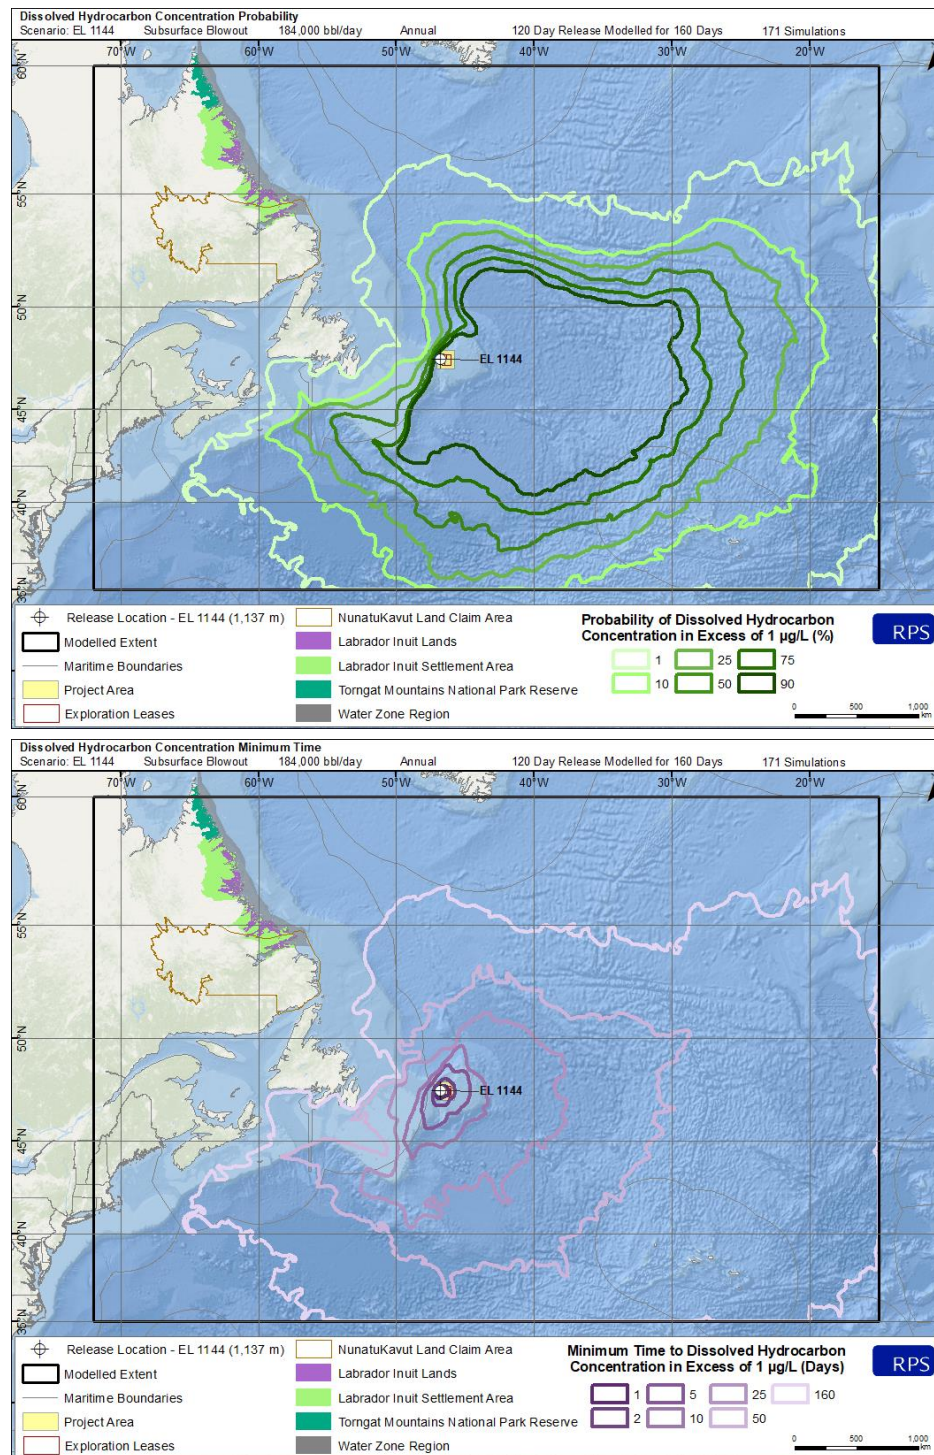 Dissolved Hydrocarbon Concentration Probability
Scenario: EL 1144 Subsurface Blowout 184,000 bbl/day Annual 120 Day Release Modelled for 160 Days 171 Simulations
70°W 60°W 50°W 40°W 30°W 20°W
60°N
55°N
50°N
EL 1144
45°N
40°N
35°N
Release Location - EL 1144 (1,137 m)
Modelled Extent
Maritime Boundaries
Project Area
Exploration Leases
NunatuKavut Land Claim Area
Labrador Inuit Lands
Labrador Inuit Settlement Area
Torngat Mountains National Park Reserve
Water Zone Region
Probability of Dissolved Hydrocarbon
Concentration in Excess of 1 µg/L (%)
1 25 75
10 50 90
RPS
0 500 1,000
km
Dissolved Hydrocarbon Concentration Minimum Time
Scenario: EL 1144 Subsurface Blowout 184,000 bbl/day Annual 120 Day Release Modelled for 160 Days 171 Simulations
70°W 60°W 50°W 40°W 30°W 20°W
60°N
55°N
50°N
EL 1144
45°N
40°N
35°N
Release Location - EL 1144 (1,137 m)
Modelled Extent
Maritime Boundaries
Project Area
Exploration Leases
NunatuKavut Land Claim Area
Labrador Inuit Lands
Labrador Inuit Settlement Area
Torngat Mountains National Park Reserve
Water Zone Region
Minimum Time to Dissolved Hydrocarbon
Concentration in Excess of 1 µg/L (Days)
1 5 25 160
2 10 50
RPS
0 500 1,000
km